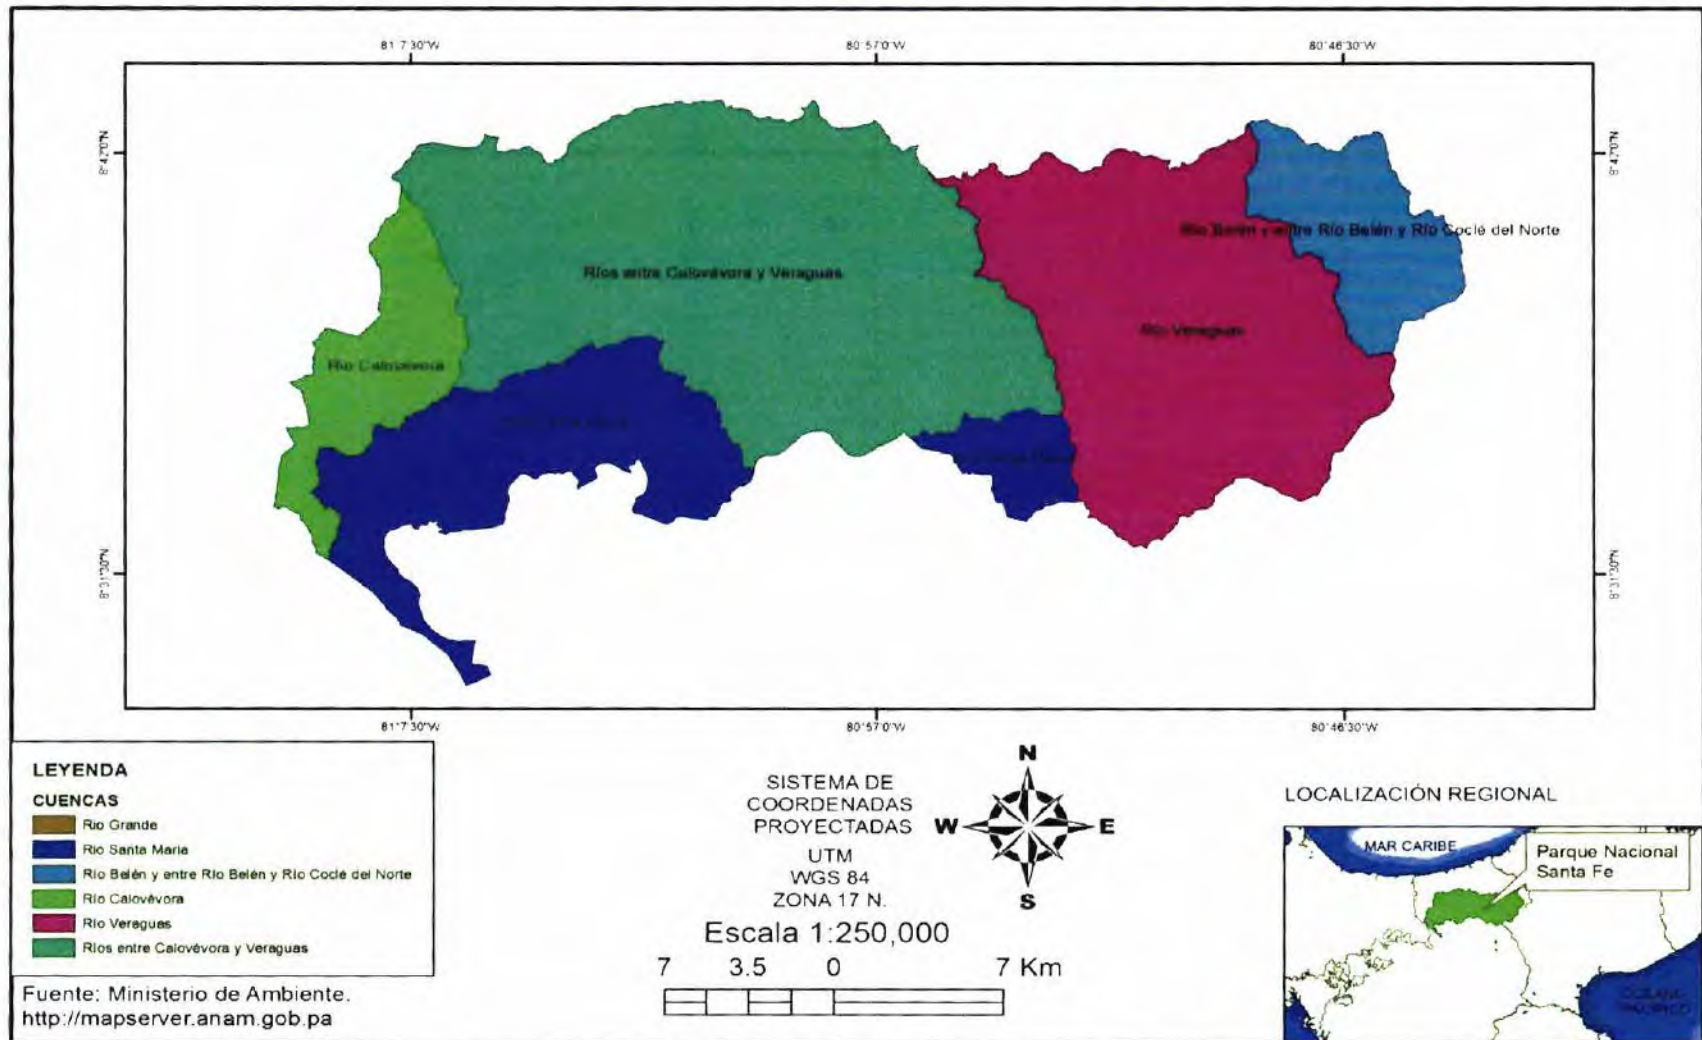 81°7'30"W
80°57'0"W
80°46'30"W
8°42'0"N
8°42'0"N
Río Belén y entre Río Belén y Río Coclé del Norte
Ríos entre Calovévora y Veraguas
Río Veraguas
Río Calovévora
8°31'30"N
8°31'30"N
81°7'30"W
80°57'0"W
80°46'30"W
LEYENDA
CUENCAS
Rio Grande
Río Santa María
Río Belén y entre Río Belén y Río Coclé del Norte
Río Calovévora
Río Veraguas
Ríos entre Calovévora y Veraguas
Fuente: Ministerio de Ambiente.
http://mapserver.anam.gob.pa
SISTEMA DE
COORDENADAS
PROYECTADAS
UTM
WGS 84
ZONA 17 N.
Escala 1:250,000
7 3.5 0 7 Km
N
W E
S
LOCALIZACIÓN REGIONAL
MAR CARIBE
Parque Nacional
Santa Fe
OCÉANO
PACÍFICO